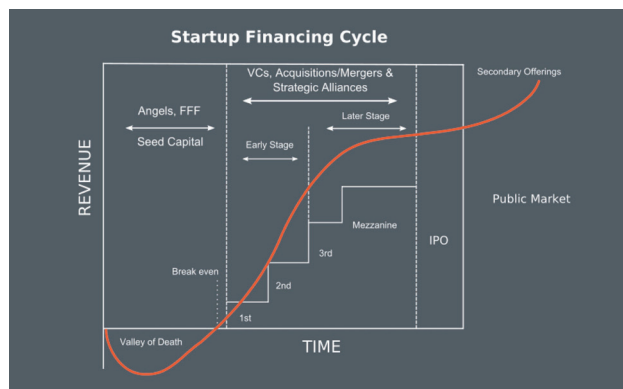 Startup Financing Cycle
VCs, Acquisitions/Mergers &
Strategic Alliances
Secondary Offerings
Angels, FFF
Seed Capital
Later Stage
Early Stage
REVENUE
Public Market
Mezzanine
IPO
3rd
Break even
2nd
1st
Valley of Death
TIME